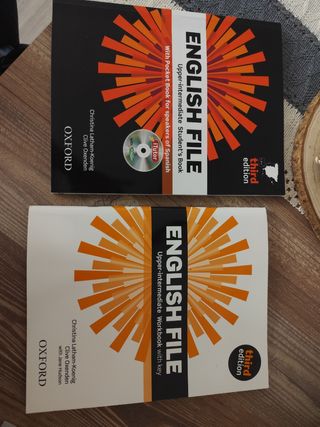 ENGLISH FILE
Upper-intermediate Student's Book
With Pocket Book for speakers of Spanish
iTutor
third
edition
Christina Latham-Koenig
Clive Oxenden
OXFORD
ENGLISH FILE
Upper-intermediate Workbook with key
third
edition
Christina Latham-Koenig
Clive Oxenden
with Jane Hudson
OXFORD